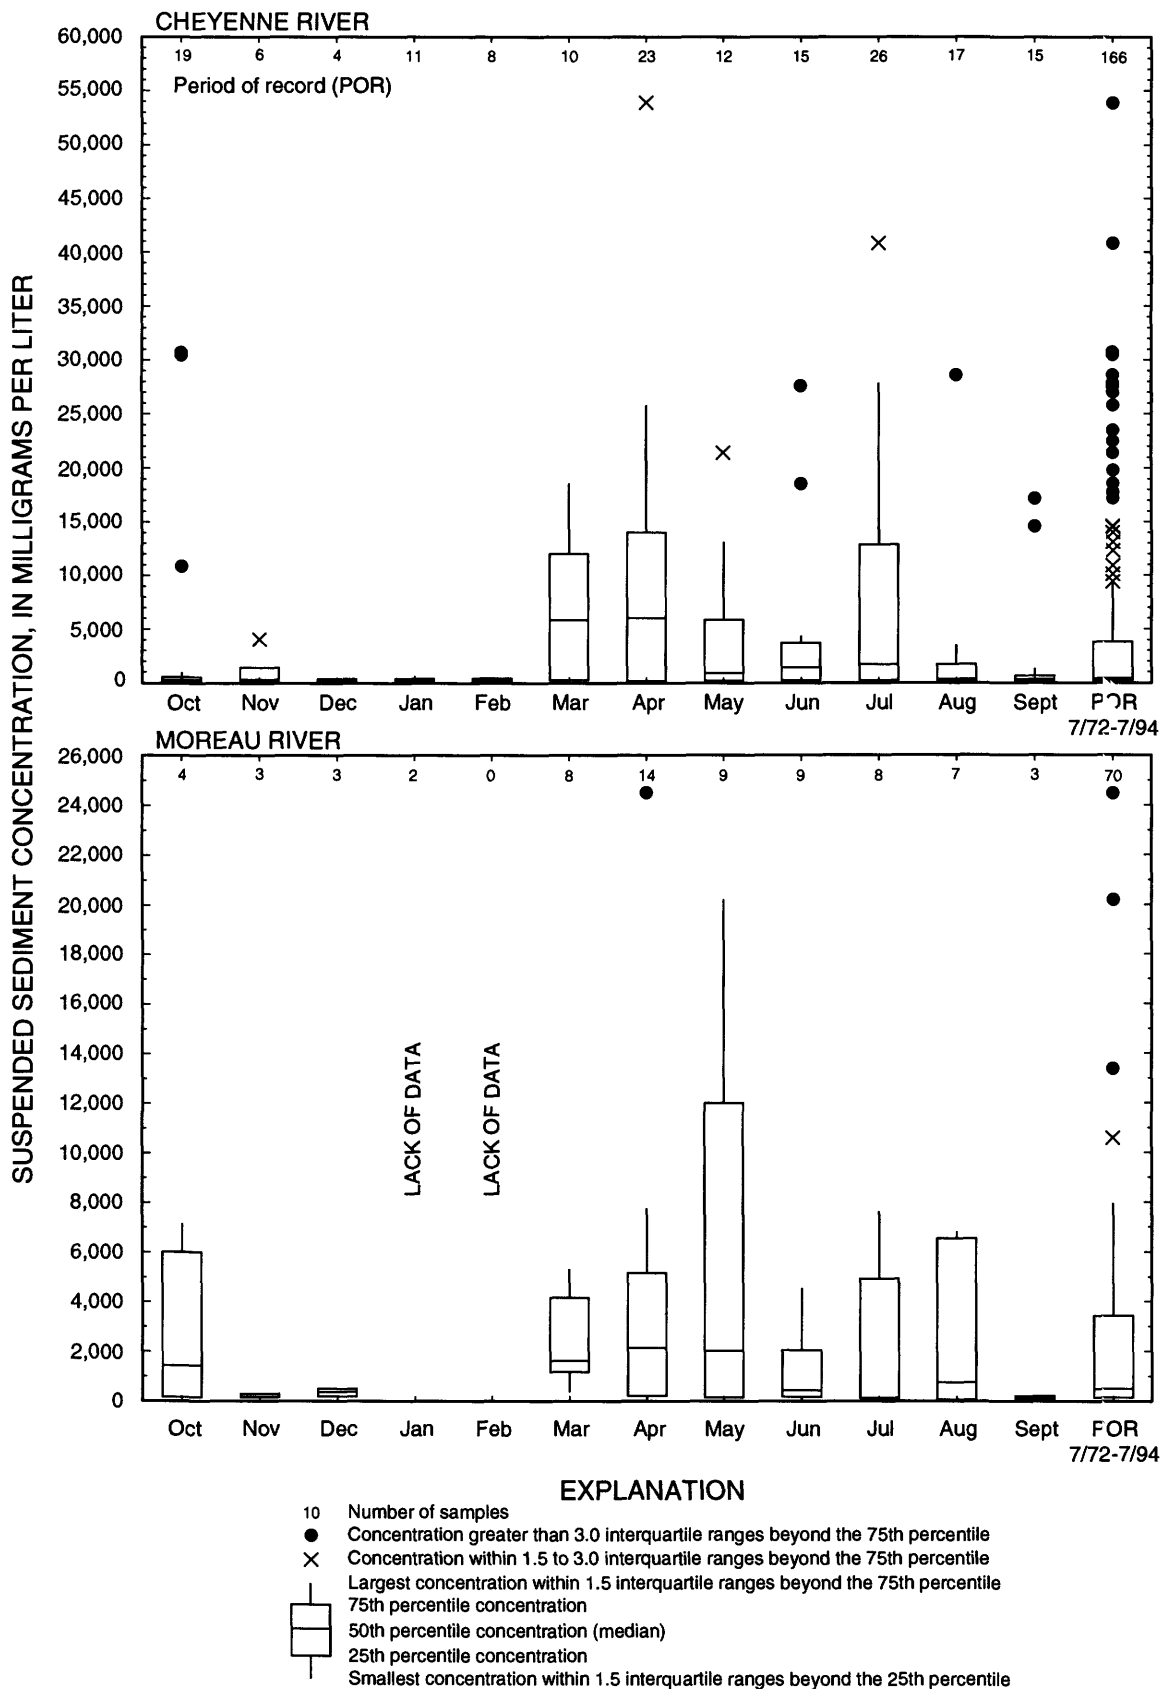 SUSPENDED SEDIMENT CONCENTRATION, IN MILLIGRAMS PER LITER
CHEYENNE RIVER
60,000
55,000
50,000
45,000
40,000
35,000
30,000
25,000
20,000
15,000
10,000
5,000
0
19 6 4 11 8 10 23 12 15 26 17 15 166
Period of record (POR)
Oct Nov Dec Jan Feb Mar Apr May Jun Jul Aug Sept POR
7/72-7/94
MOREAU RIVER
26,000
24,000
22,000
20,000
18,000
16,000
14,000
12,000
10,000
8,000
6,000
4,000
2,000
0
4 3 3 2 0 8 14 9 9 8 7 3 70
LACK OF DATA
LACK OF DATA
Oct Nov Dec Jan Feb Mar Apr May Jun Jul Aug Sept POR
7/72-7/94
EXPLANATION
10 Number of samples
Concentration greater than 3.0 interquartile ranges beyond the 75th percentile
Concentration within 1.5 to 3.0 interquartile ranges beyond the 75th percentile
Largest concentration within 1.5 interquartile ranges beyond the 75th percentile
75th percentile concentration
50th percentile concentration (median)
25th percentile concentration
Smallest concentration within 1.5 interquartile ranges beyond the 25th percentile